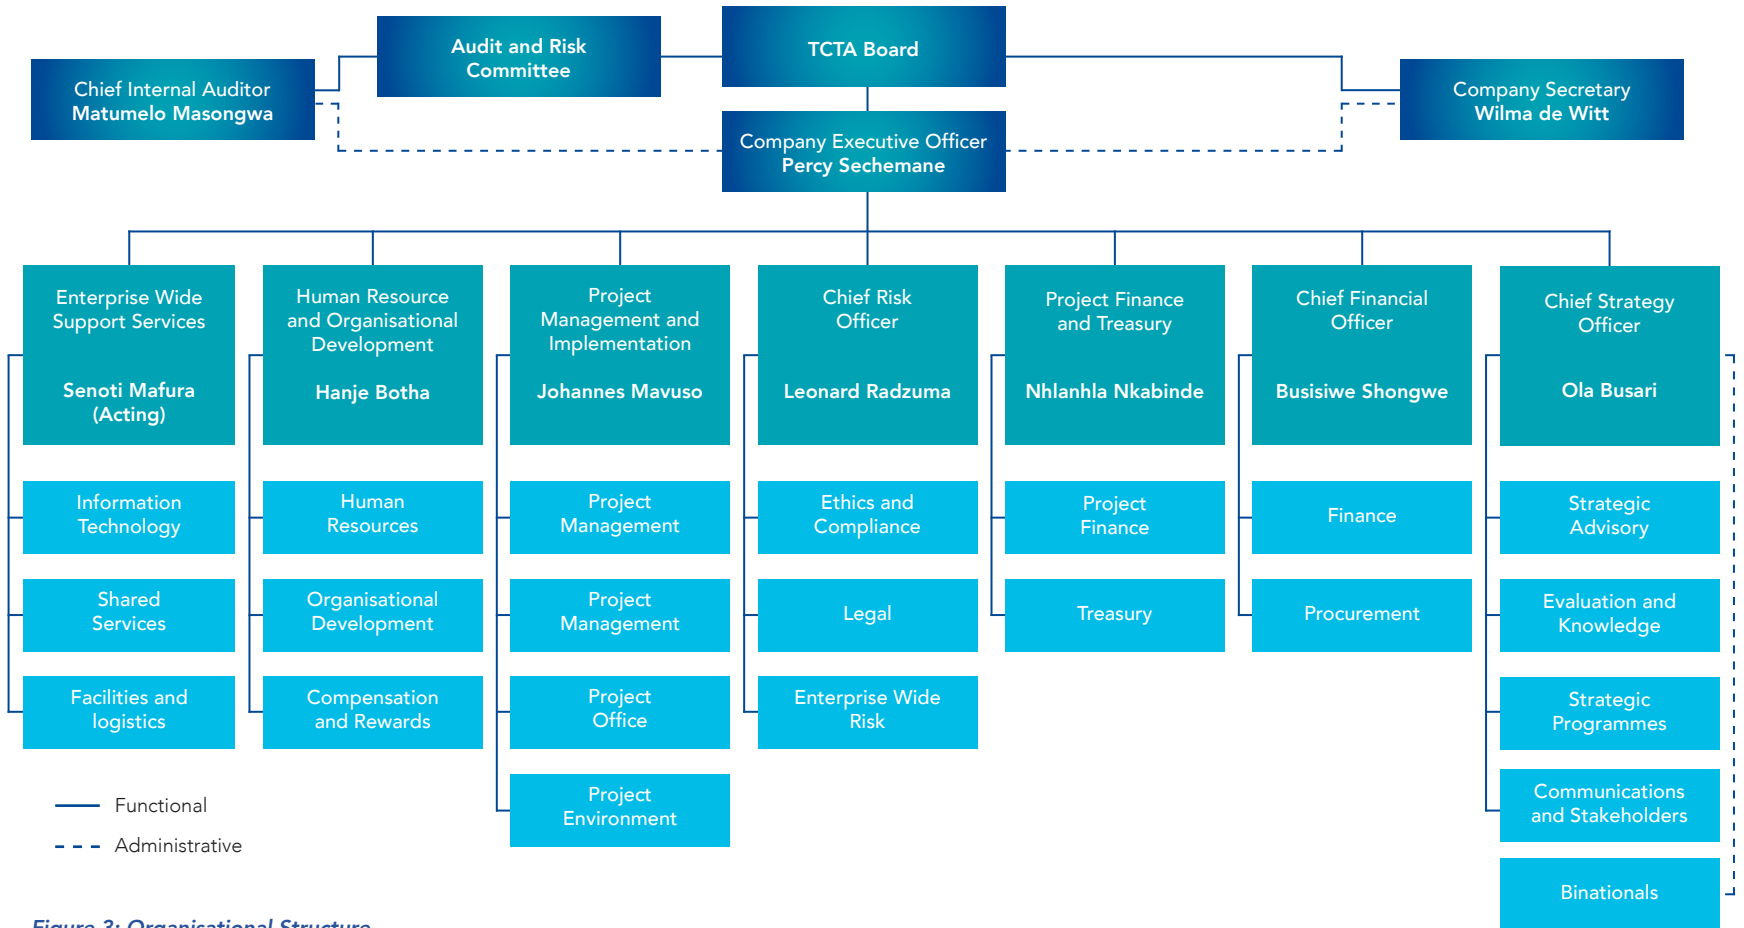 Audit and Risk
Committee
TCTA Board
Chief Internal Auditor
Matumelo Masongwa
Company Secretary
Wilma de Witt
Company Executive Officer
Percy Sechemane
Enterprise Wide
Support Services
Senoti Mafura
(Acting)
Human Resource
and Organisational
Development
Hanje Botha
Project
Management and
Implementation
Johannes Mavuso
Chief Risk
Officer
Leonard Radzuma
Project Finance
and Treasury
Nhlanhla Nkabinde
Chief Financial
Officer
Busisiwe Shongwe
Chief Strategy
Officer
Ola Busari
Information
Technology
Human
Resources
Project
Management
Ethics and
Compliance
Project
Finance
Finance
Strategic
Advisory
Shared
Services
Organisational
Development
Project
Management
Legal
Treasury
Procurement
Evaluation and
Knowledge
Facilities and
logistics
Compensation
and Rewards
Project
Office
Enterprise Wide
Risk
Strategic
Programmes
Project
Environment
Communications
and Stakeholders
Binationals
Functional
Administrative
Figure 3: Organisational Structure